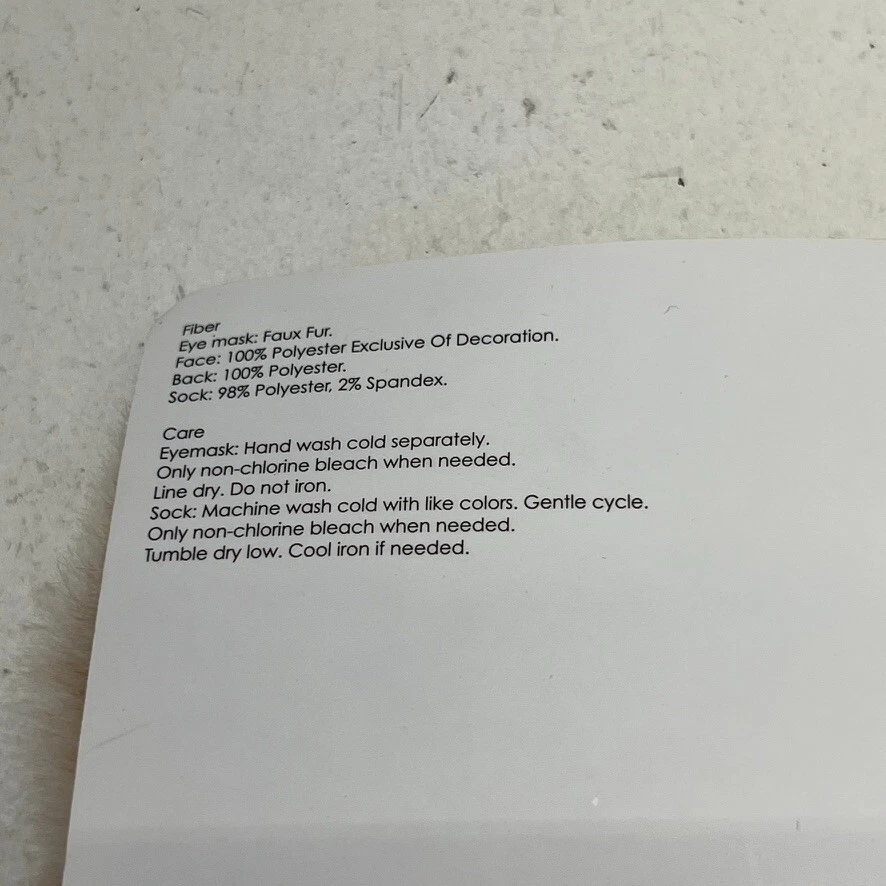 Fiber
Eye mask: Faux Fur.
Face: 100% Polyester Exclusive Of Decoration.
Back: 100% Polyester.
Sock: 98% Polyester, 2% Spandex.
Care
Eyemask: Hand wash cold separately.
Only non-chlorine bleach when needed.
Line dry. Do not iron.
Sock: Machine wash cold with like colors. Gentle cycle.
Only non-chlorine bleach when needed.
Tumble dry low. Cool iron if needed.